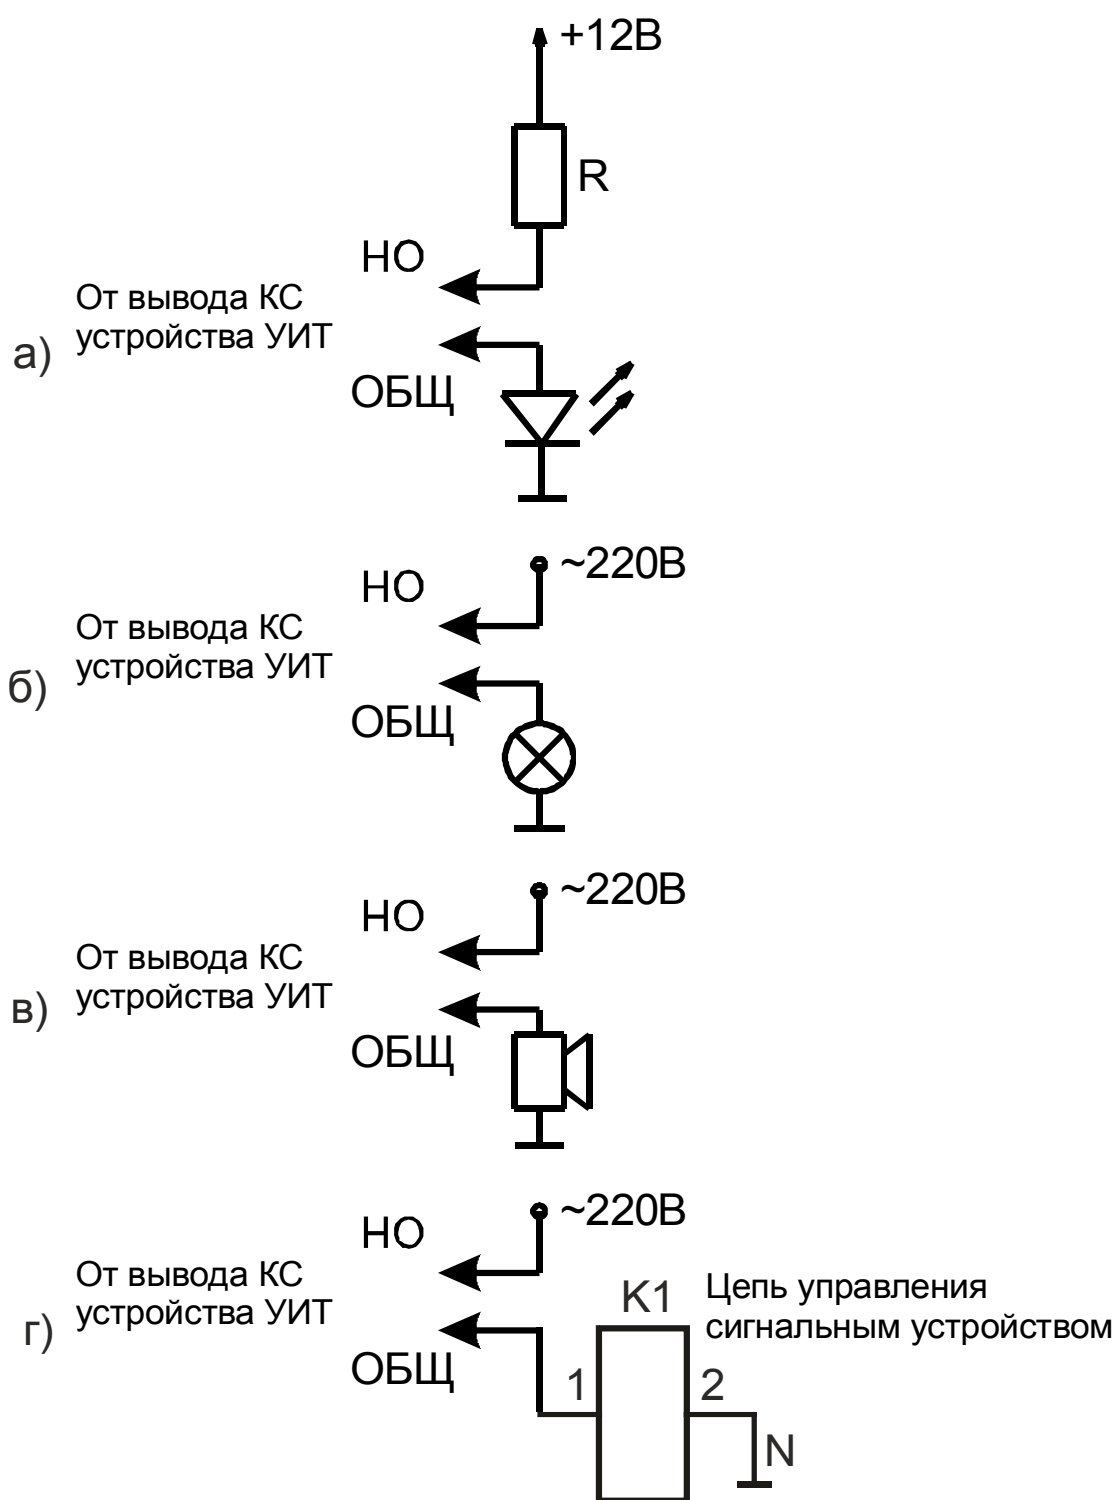 +12В
R
НО
От вывода КС
устройства УИТ
а)
ОБЩ
~220В
НО
От вывода КС
устройства УИТ
б)
ОБЩ
~220В
НО
От вывода КС
устройства УИТ
в)
ОБЩ
~220В
НО
От вывода КС
устройства УИТ
г)
ОБЩ
К1
Цепь управления
сигнальным устройством
1
2
N